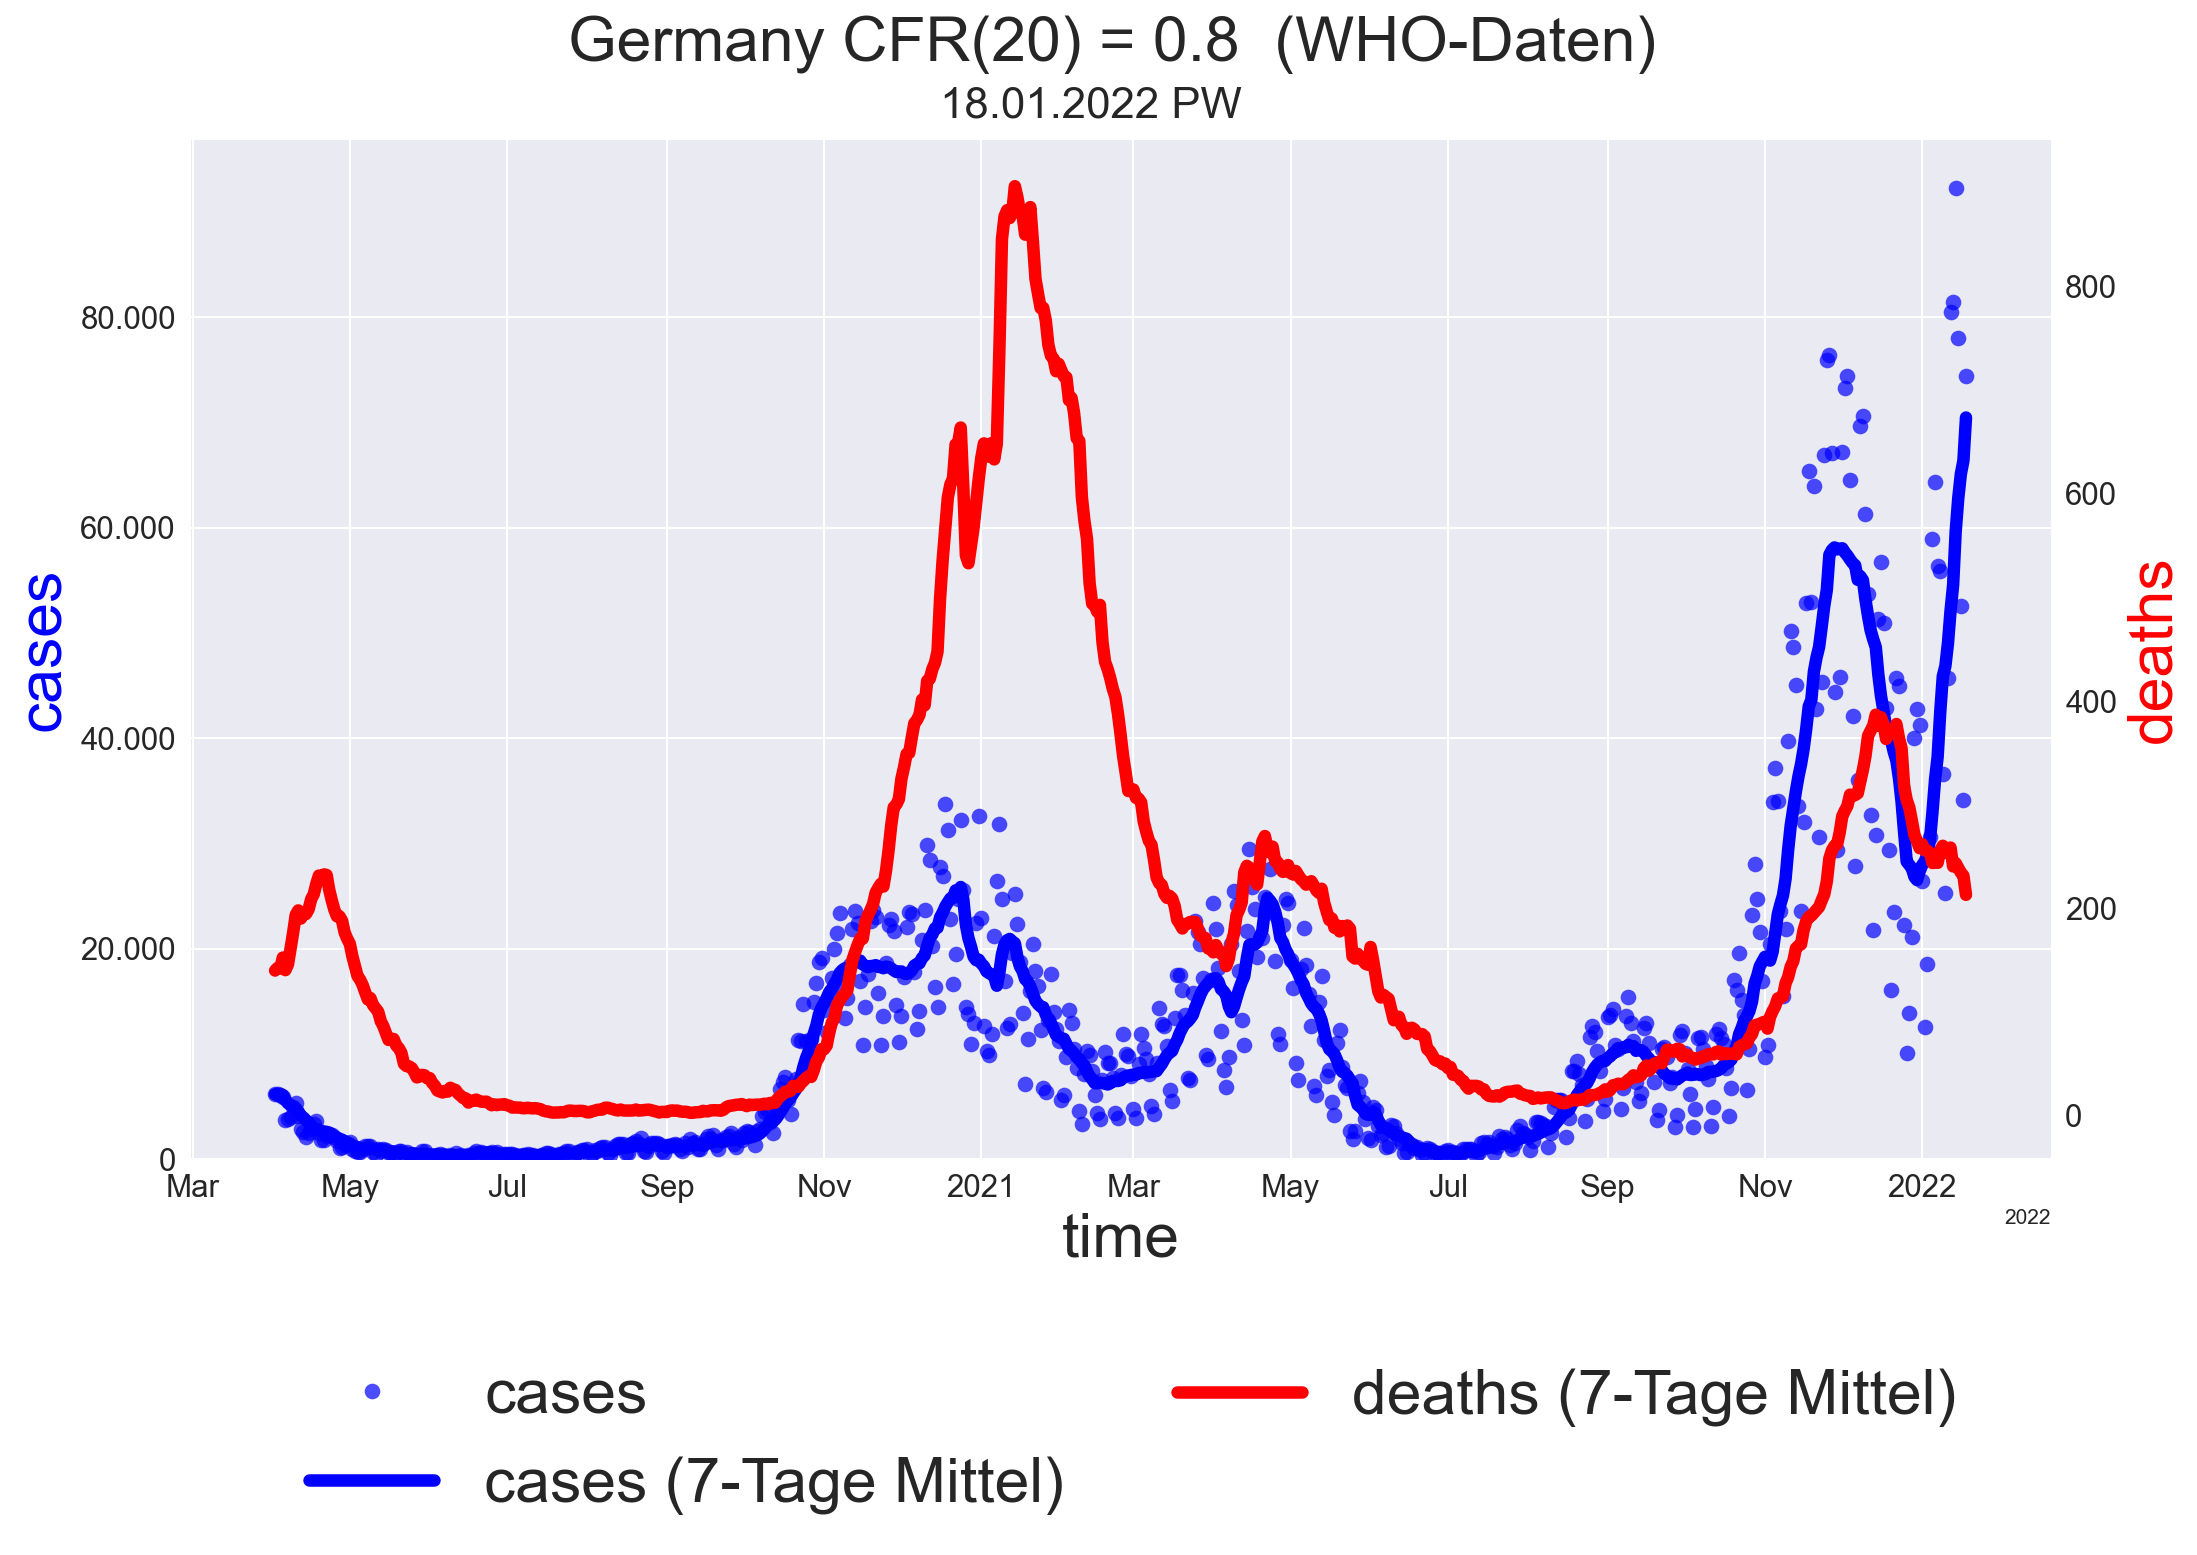 Germany CFR(20) = 0.8  (WHO-Daten)
18.01.2022 PW
cases
80.000
60.000
40.000
20.000
0
800
600
400
200
0
deaths
Mar May Jul Sep Nov 2021 Mar May Jul Sep Nov 2022
2022
time
cases
deaths (7-Tage Mittel)
cases (7-Tage Mittel)